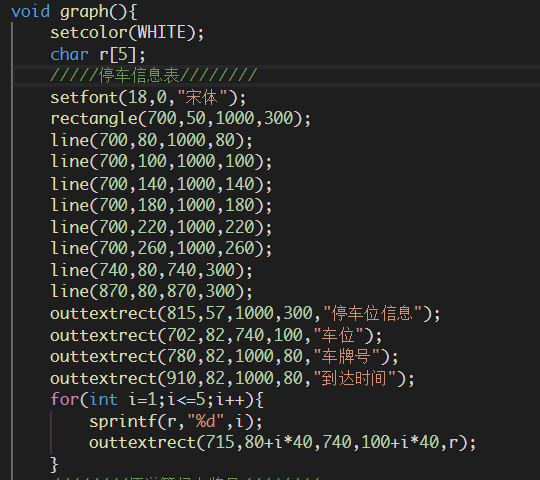 void graph(){
setcolor(WHITE);
char r[5];
/////停车信息表////////
setfont(18,0,"宋体");
rectangle(700,50,1000,300);
line(700,80,1000,80);
line(700,100,1000,100);
line(700,140,1000,140);
line(700,180,1000,180);
line(700,220,1000,220);
line(700,260,1000,260);
line(740,80,740,300);
line(870,80,870,300);
outtextrect(815,57,1000,300,"停车位信息");
outtextrect(702,82,740,100,"车位");
outtextrect(780,82,1000,80,"车牌号");
outtextrect(910,82,1000,80,"到达时间");
for(int i=1;i<=5;i++){
sprintf(r,"%d",i);
outtextrect(715,80+i*40,740,100+i*40,r);
}